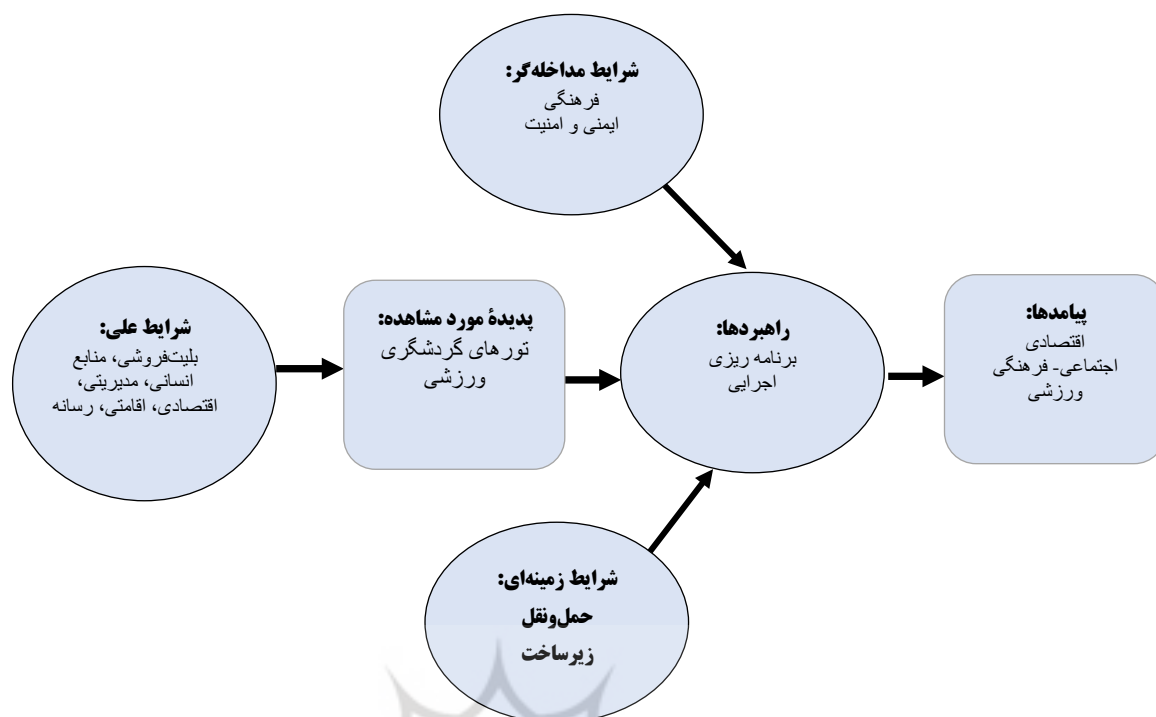 شرایط مداخله‌گر:
فرهنگی
ایمنی و امنیت
شرایط علی:
بلیت‌فروشی، منابع
انسانی، مدیریتی،
اقتصادی، اقامتی، رسانه
پدیدهٔ مورد مشاهده:
تورهای گردشگری
ورزشی
راهبردها:
برنامه ریزی
اجرایی
پیامدها:
اقتصادی
اجتماعی- فرهنگی
ورزشی
شرایط زمینه‌ای:
حمل‌ونقل
زیرساخت